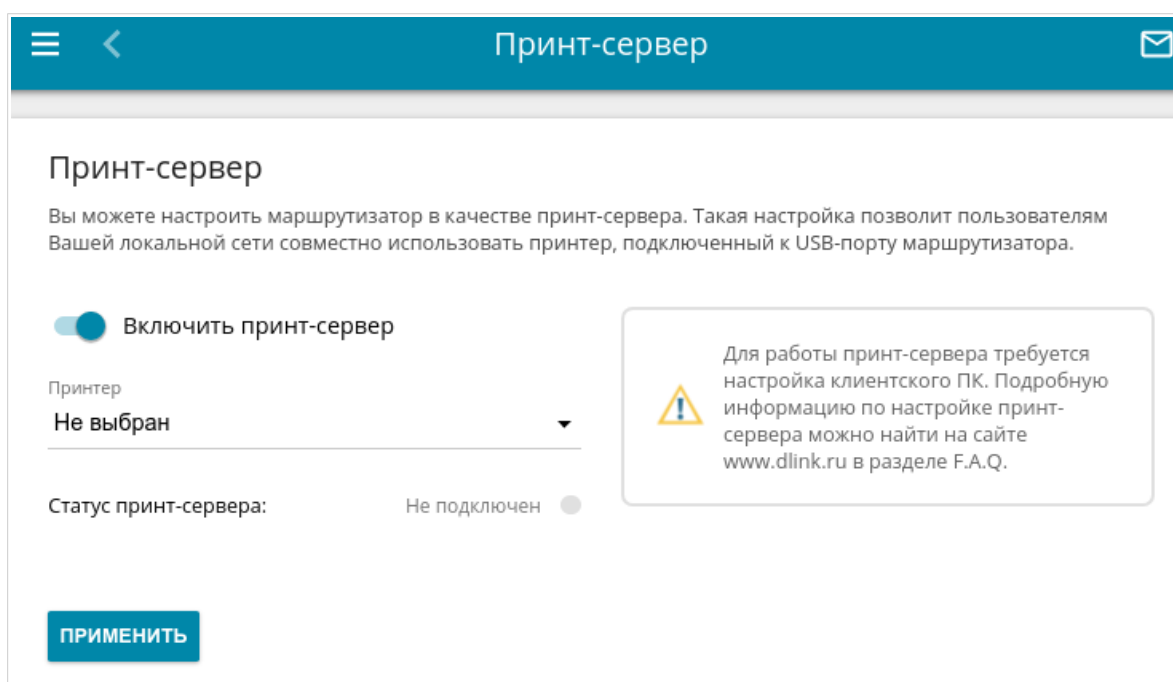 Принт-сервер
Принт-сервер
Вы можете настроить маршрутизатор в качестве принт-сервера. Такая настройка позволит пользователям
Вашей локальной сети совместно использовать принтер, подключенный к USB-порту маршрутизатора.
Включить принт-сервер
Принтер
Не выбран
Статус принт-сервера:
Не подключен
Для работы принт-сервера требуется
настройка клиентского ПК. Подробную
информацию по настройке принт-
сервера можно найти на сайте
www.dlink.ru в разделе F.A.Q.
ПРИМЕНИТЬ